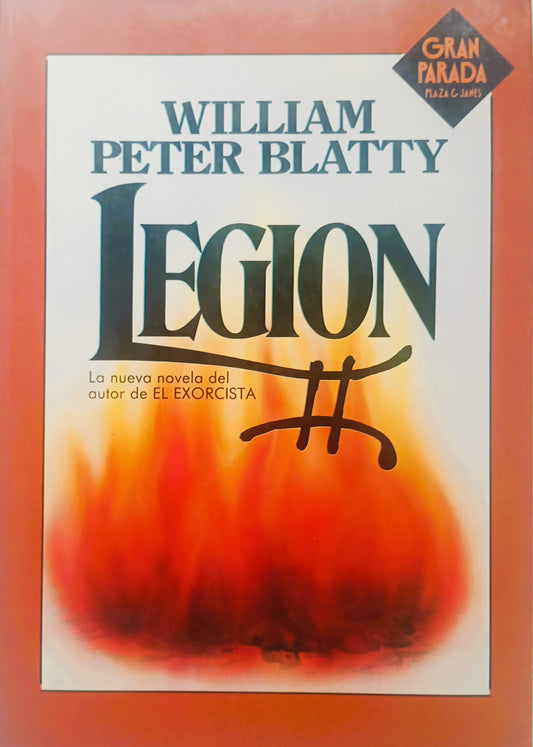 GRAN
PARADA
PLAZA & JANES
WILLIAM
PETER BLATTY
LEGION
La nueva novela del
autor de EL EXORCISTA